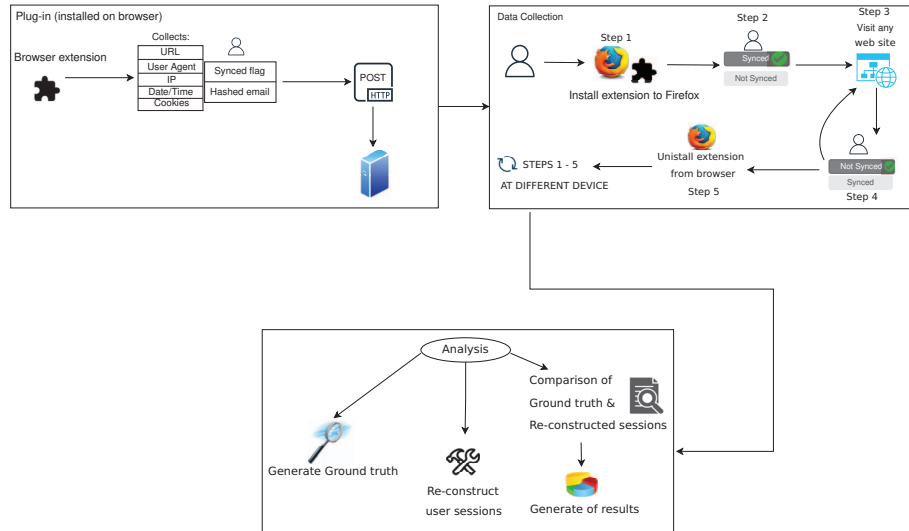 Plug-in (installed on browser)
Browser extension
Collects:
URL
User Agent
IP
Date/Time
Cookies
Synced flag
Hashed email
POST
HTTP
Data Collection
Step 1
Install extension to Firefox
Step 2
Synced
Not Synced
Step 3
Visit any
web site
Not Synced
Synced
Step 4
Unistall extension
from browser
Step 5
STEPS 1 - 5
AT DIFFERENT DEVICE
Analysis
Generate Ground truth
Re-construct
user sessions
Comparison of
Ground truth &
Re-constructed sessions
Generate of results